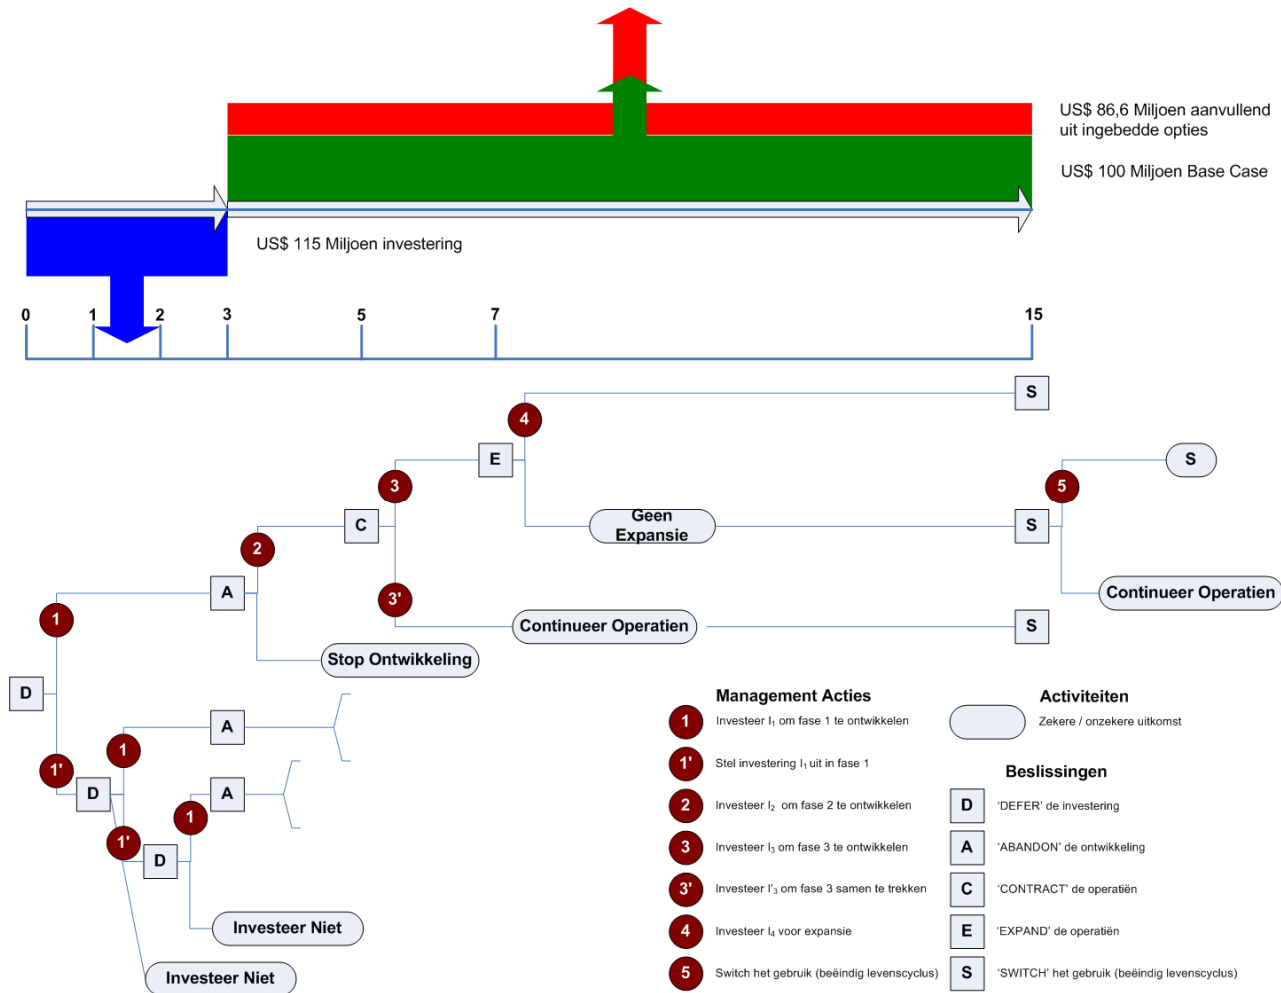 US$ 86,6 Miljoen aanvullend
uit ingebedde opties
US$ 100 Miljoen Base Case
US$ 115 Miljoen investering
0 1 2 3 5 7 15
S
4
E
S
3
5
Geen
Expansie
C
S
2
A
3'
Continueer Operatien
1
Continueer Operatien
S
Stop Ontwikkeling
D
A
1
1'
D
A
1
1'
D
Investeer Niet
Investeer Niet
Management Acties
1 Investeer I₁ om fase 1 te ontwikkelen
1' Stel investering I₁ uit in fase 1
2 Investeer I₂ om fase 2 te ontwikkelen
3 Investeer I₃ om fase 3 te ontwikkelen
3' Investeer I'₃ om fase 3 samen te trekken
4 Investeer I₄ voor expansie
5 Switch het gebruik (beëindig levenscyclus)
Activiteiten
Zekere / onzekere uitkomst
Beslissingen
D 'DEFER' de investering
A 'ABANDON' de ontwikkeling
C 'CONTRACT' de operatiën
E 'EXPAND' de operatiën
S 'SWITCH' het gebruik (beëindig levenscyclus)